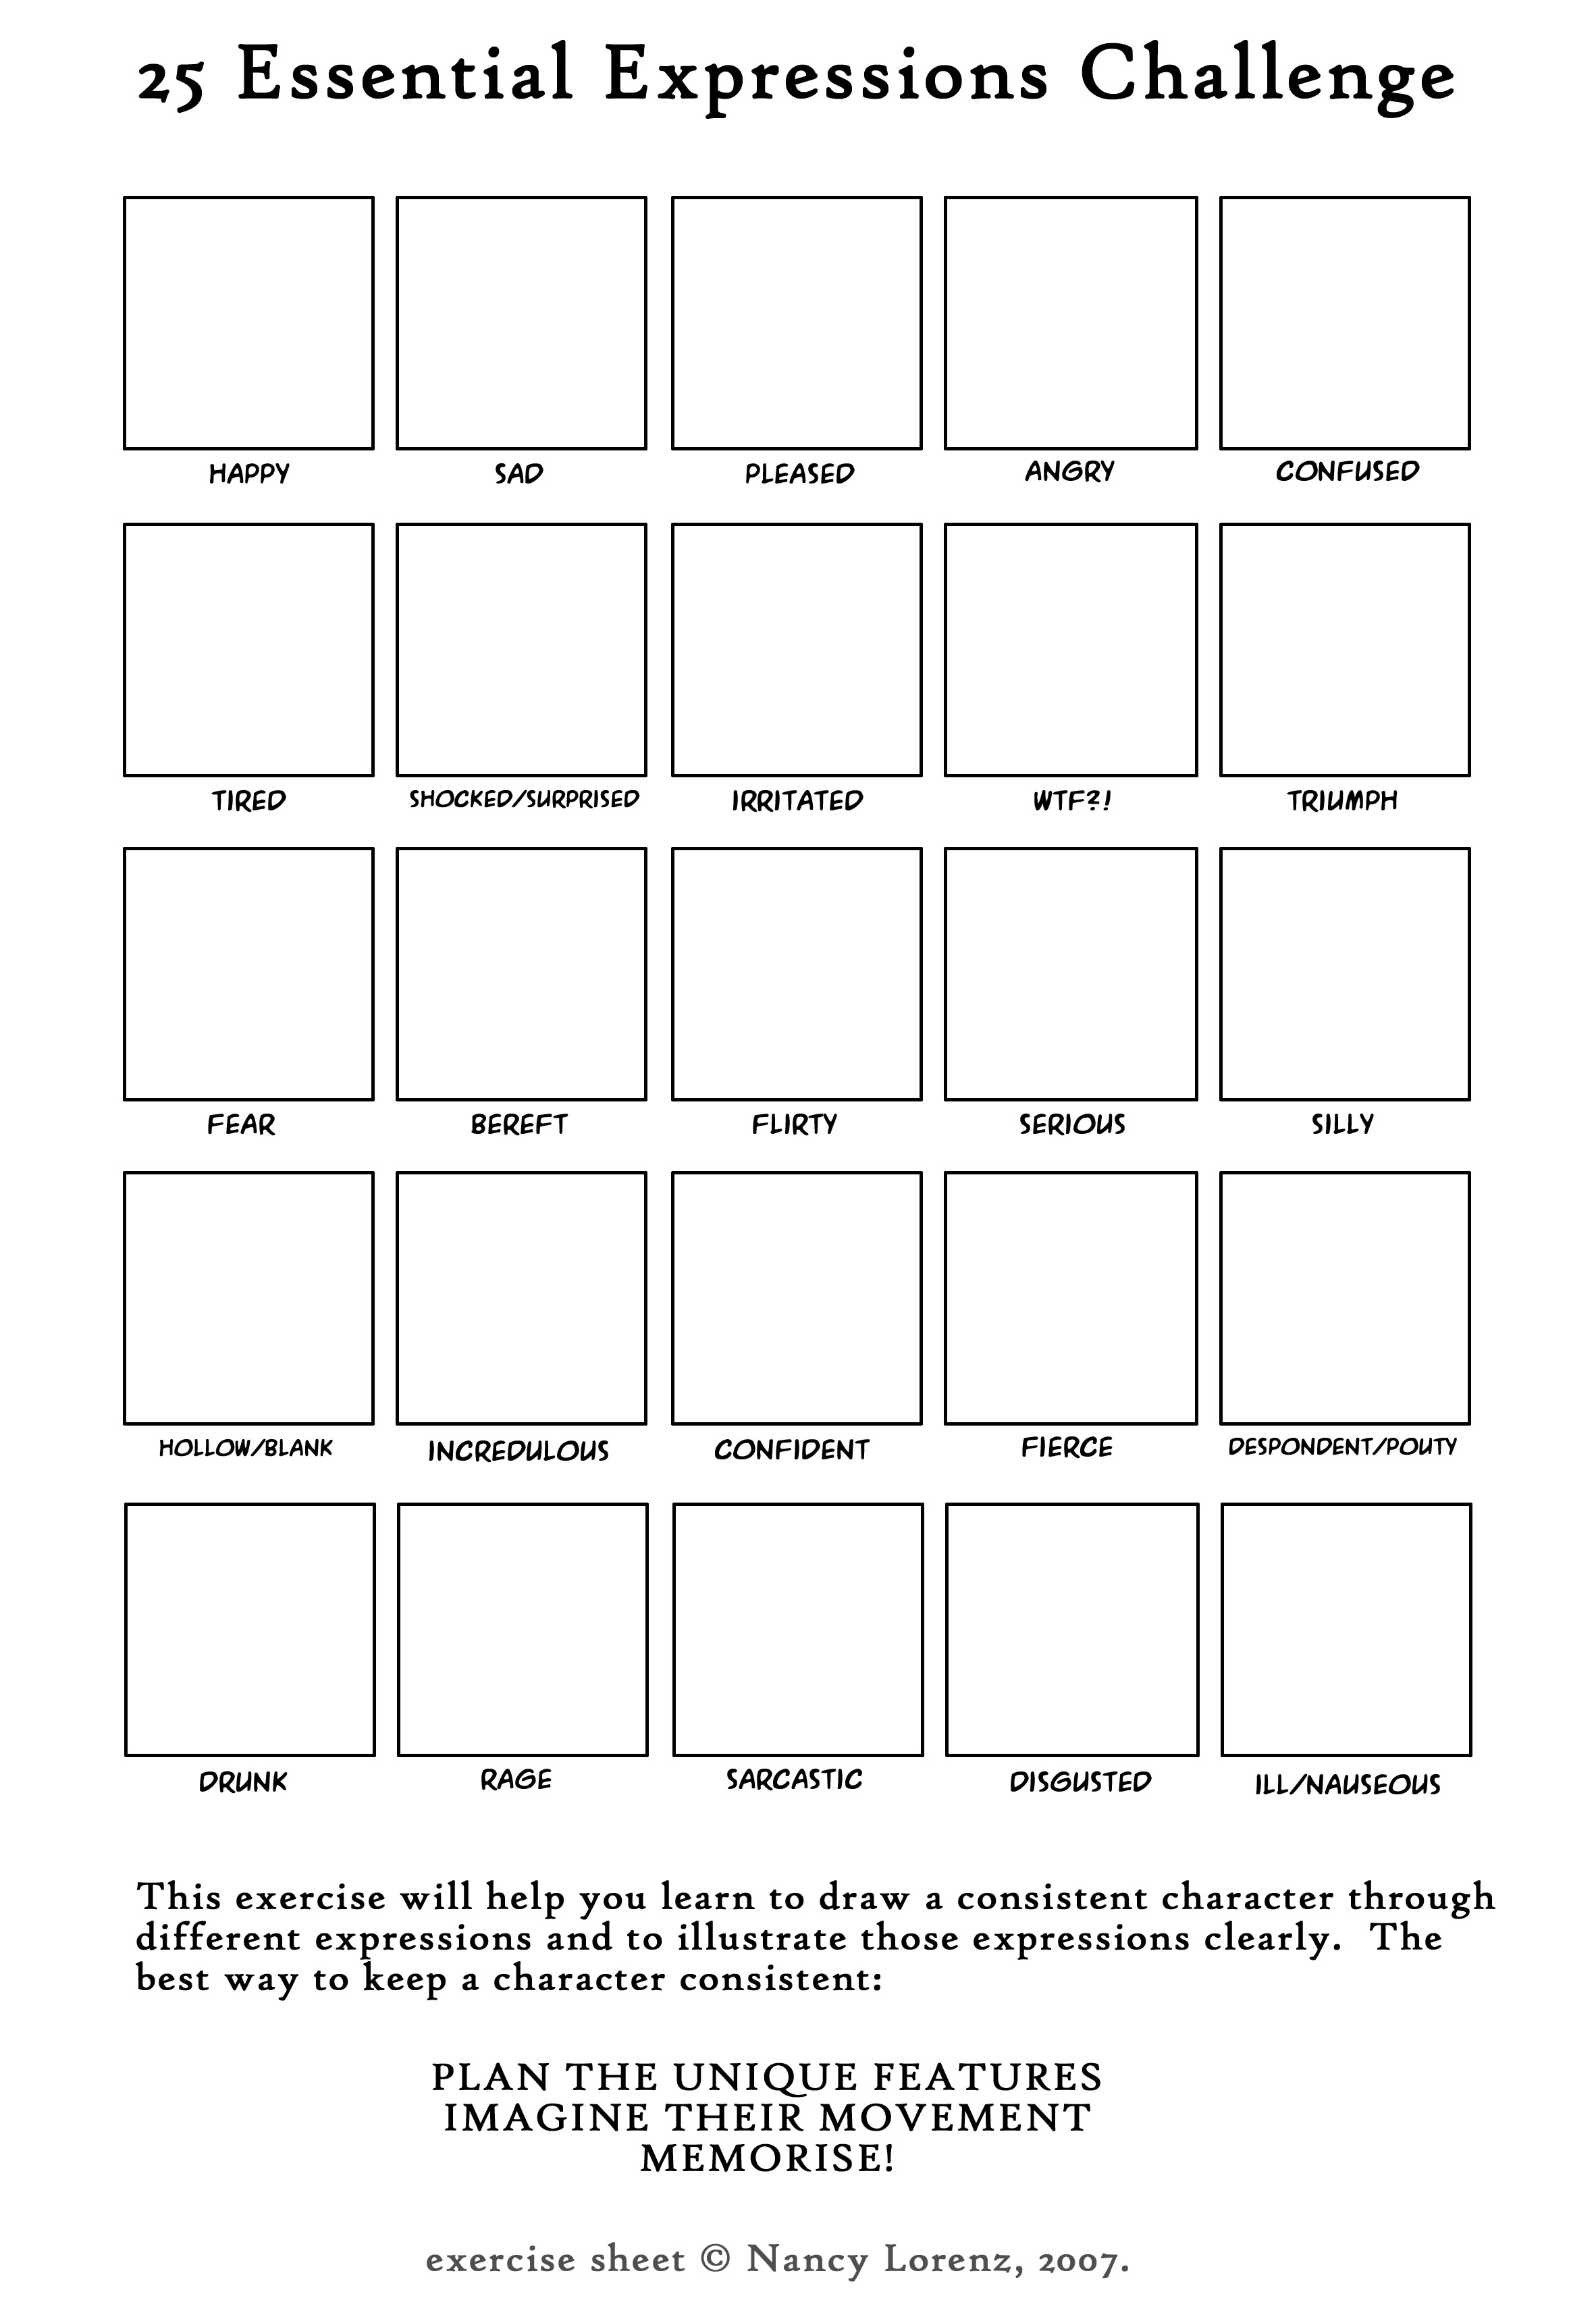 25 Essential Expressions Challenge
HAPPY SAD PLEASED ANGRY CONFUSED
TIRED SHOCKED/SURPRISED IRRITATED WTF?! TRIUMPH
FEAR BEREFT FLIRTY SERIOUS SILLY
HOLLOW/BLANK INCREDULOUS CONFIDENT FIERCE DESPONDENT/POUTY
DRUNK RAGE SARCASTIC DISGUSTED ILL/NAUSEOUS
This exercise will help you learn to draw a consistent character through
different expressions and to illustrate those expressions clearly. The
best way to keep a character consistent:
PLAN THE UNIQUE FEATURES
IMAGINE THEIR MOVEMENT
MEMORISE!
exercise sheet © Nancy Lorenz, 2007.